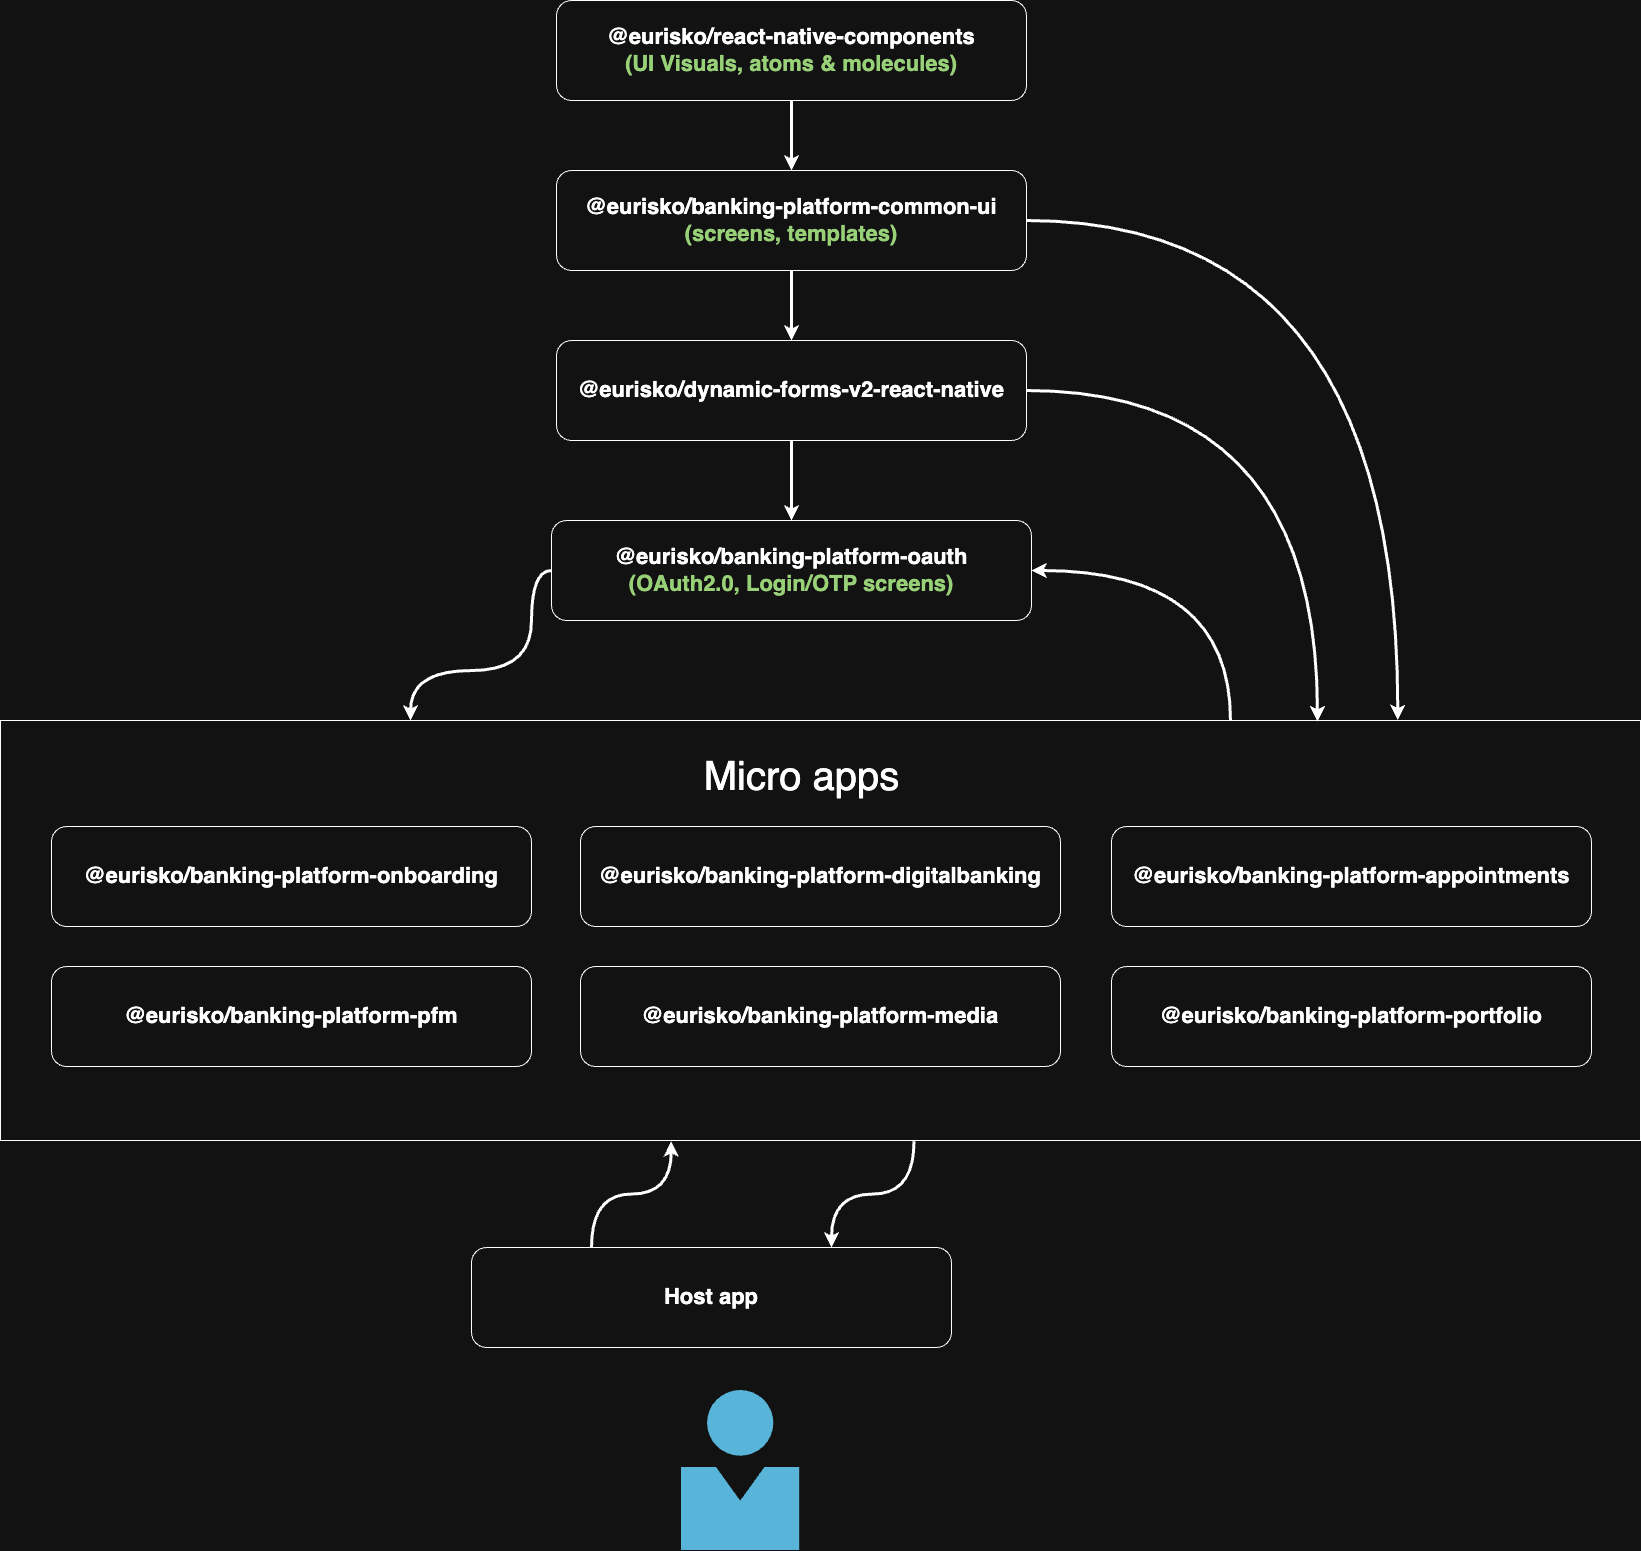 @eurisko/react-native-components
(UI Visuals, atoms & molecules)
@eurisko/banking-platform-common-ui
(screens, templates)
@eurisko/dynamic-forms-v2-react-native
@eurisko/banking-platform-oauth
(OAuth2.0, Login/OTP screens)
Micro apps
@eurisko/banking-platform-onboarding
@eurisko/banking-platform-digitalbanking
@eurisko/banking-platform-appointments
@eurisko/banking-platform-pfm
@eurisko/banking-platform-media
@eurisko/banking-platform-portfolio
Host app